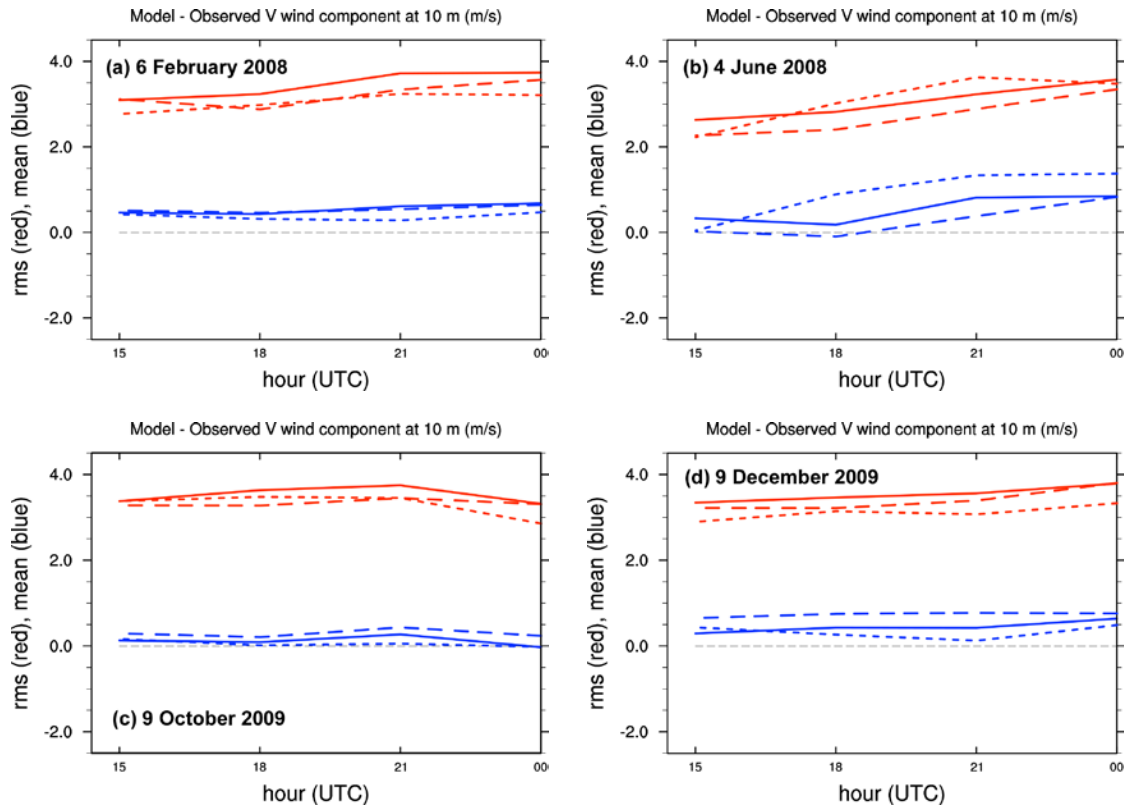 Model - Observed V wind component at 10 m (m/s)
(a) 6 February 2008
rms (red), mean (blue)
4.0
2.0
0.0
-2.0
15
18
21
00
hour (UTC)
Model - Observed V wind component at 10 m (m/s)
(b) 4 June 2008
rms (red), mean (blue)
4.0
2.0
0.0
-2.0
15
18
21
00
hour (UTC)
Model - Observed V wind component at 10 m (m/s)
(c) 9 October 2009
rms (red), mean (blue)
4.0
2.0
0.0
-2.0
15
18
21
00
hour (UTC)
Model - Observed V wind component at 10 m (m/s)
(d) 9 December 2009
rms (red), mean (blue)
4.0
2.0
0.0
-2.0
15
18
21
00
hour (UTC)